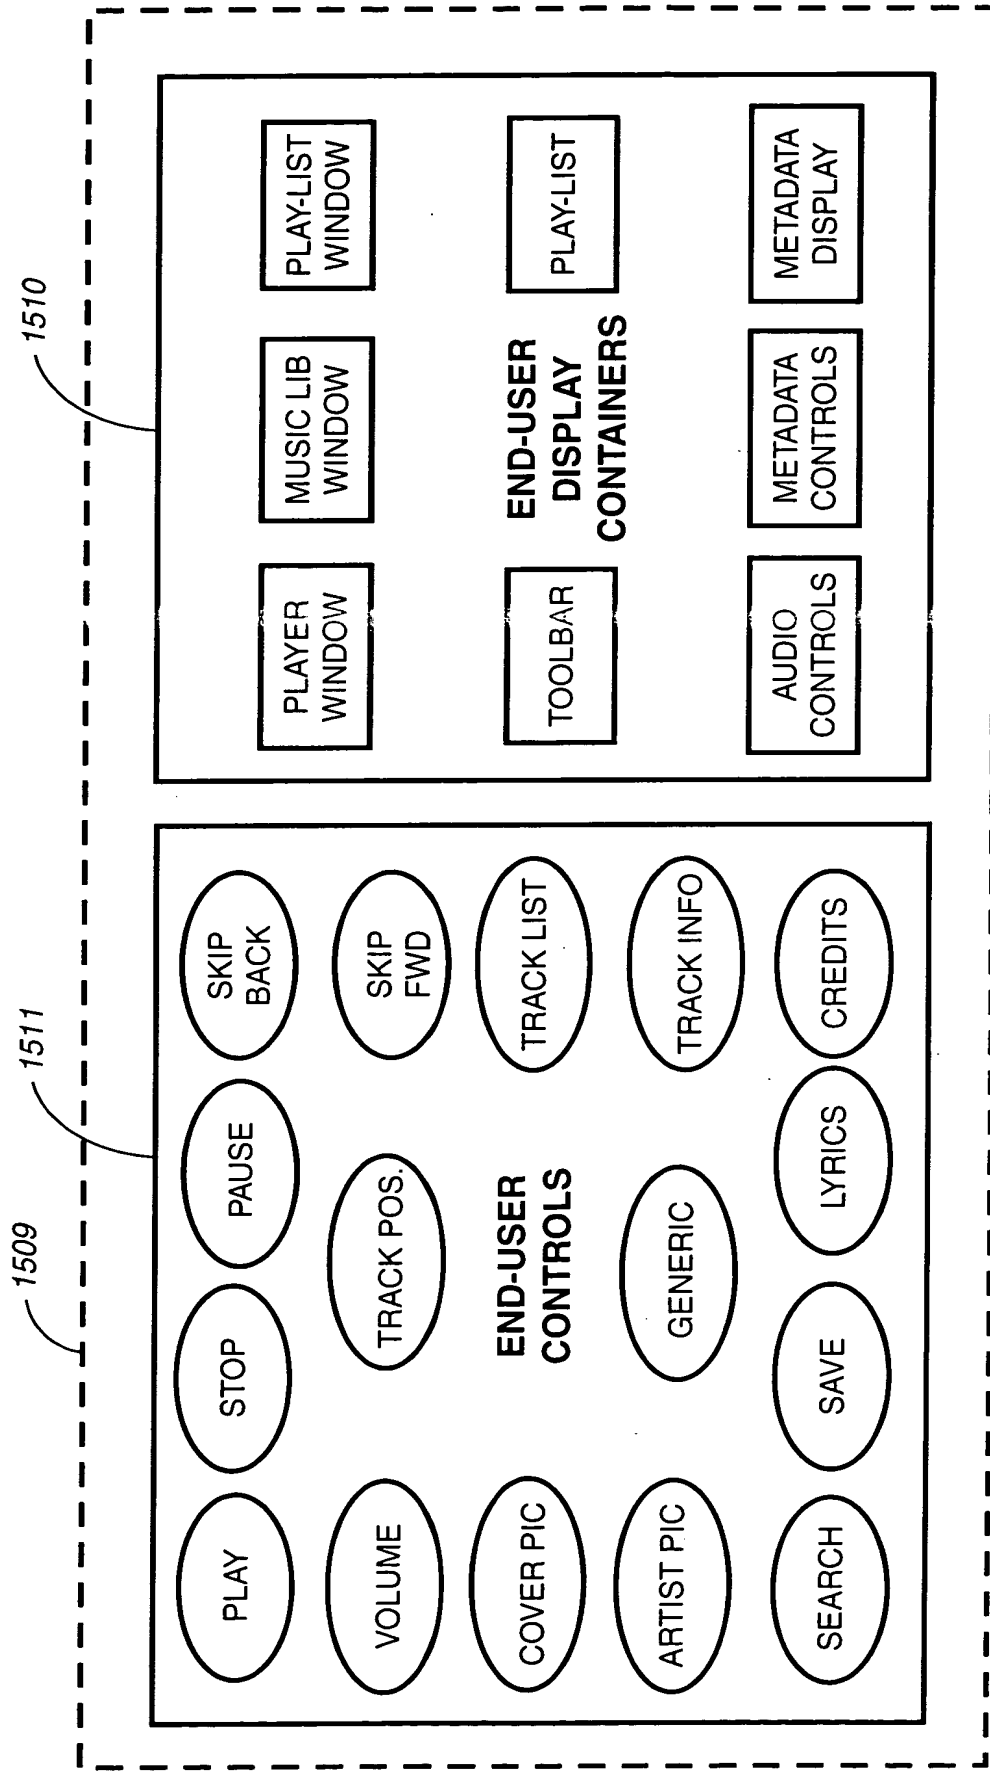 1509
1511
1510
PLAY
STOP
PAUSE
SKIP
BACK
VOLUME
TRACK POS.
SKIP
FWD
COVER PIC
END-USER
CONTROLS
TRACK LIST
ARTIST PIC
GENERIC
TRACK INFO
SEARCH
SAVE
LYRICS
CREDITS
PLAYER
WINDOW
MUSIC LIB
WINDOW
PLAY-LIST
WINDOW
TOOLBAR
END-USER
DISPLAY
CONTAINERS
PLAY-LIST
AUDIO
CONTROLS
METADATA
CONTROLS
METADATA
DISPLAY